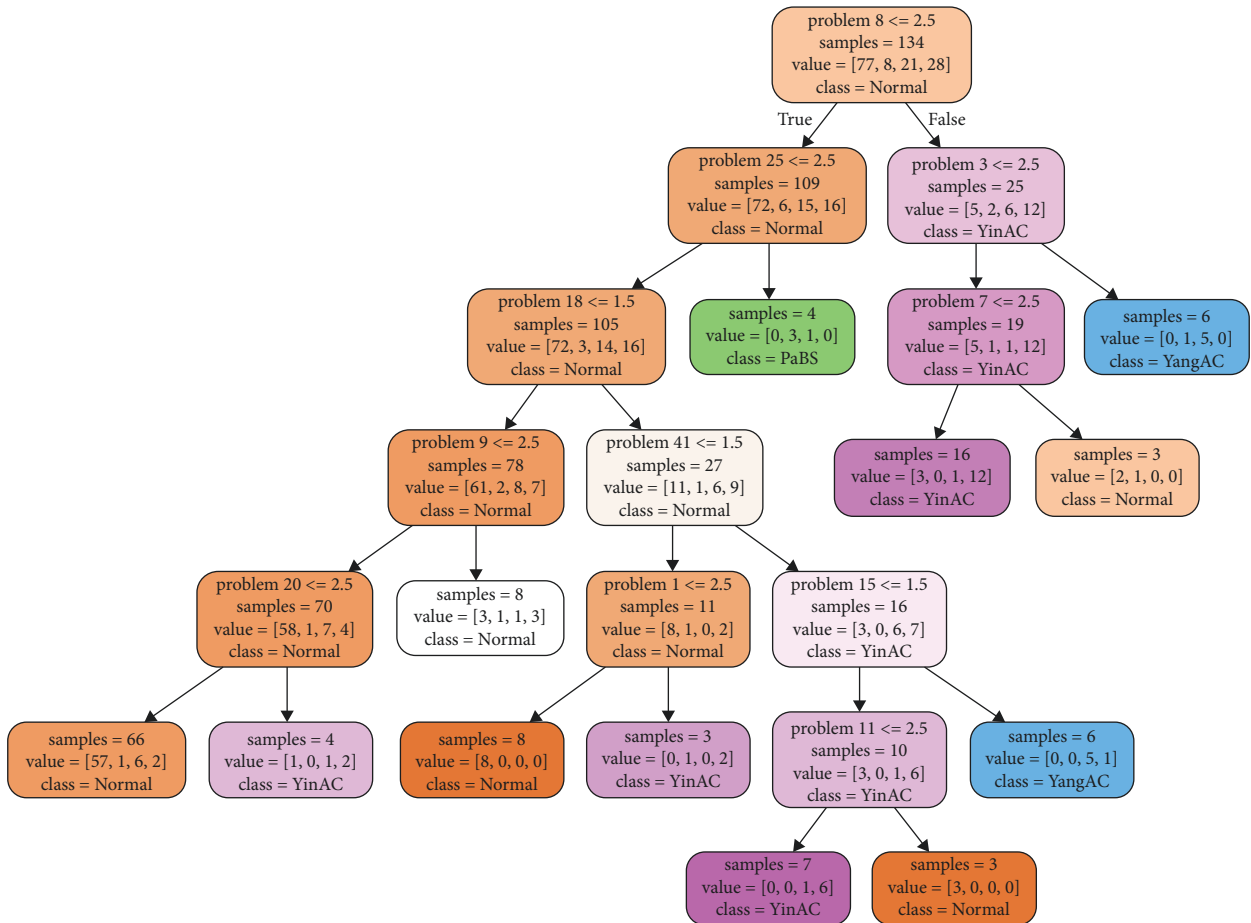 problem 8 <= 2.5
samples = 134
value = [77, 8, 21, 28]
class = Normal
True
False
problem 25 <= 2.5
samples = 109
value = [72, 6, 15, 16]
class = Normal
problem 3 <= 2.5
samples = 25
value = [5, 2, 6, 12]
class = YinAC
problem 18 <= 1.5
samples = 105
value = [72, 3, 14, 16]
class = Normal
samples = 4
value = [0, 3, 1, 0]
class = PaBS
problem 7 <= 2.5
samples = 19
value = [5, 1, 1, 12]
class = YinAC
samples = 6
value = [0, 1, 5, 0]
class = YangAC
problem 9 <= 2.5
samples = 78
value = [61, 2, 8, 7]
class = Normal
problem 41 <= 1.5
samples = 27
value = [11, 1, 6, 9]
class = Normal
samples = 16
value = [3, 0, 1, 12]
class = YinAC
samples = 3
value = [2, 1, 0, 0]
class = Normal
problem 20 <= 2.5
samples = 70
value = [58, 1, 7, 4]
class = Normal
samples = 8
value = [3, 1, 1, 3]
class = Normal
problem 1 <= 2.5
samples = 11
value = [8, 1, 0, 2]
class = Normal
problem 15 <= 1.5
samples = 16
value = [3, 0, 6, 7]
class = YinAC
samples = 66
value = [57, 1, 6, 2]
class = Normal
samples = 4
value = [1, 0, 1, 2]
class = YinAC
samples = 8
value = [8, 0, 0, 0]
class = Normal
samples = 3
value = [0, 1, 0, 2]
class = YinAC
problem 11 <= 2.5
samples = 10
value = [3, 0, 1, 6]
class = YinAC
samples = 6
value = [0, 0, 5, 1]
class = YangAC
samples = 7
value = [0, 0, 1, 6]
class = YinAC
samples = 3
value = [3, 0, 0, 0]
class = Normal